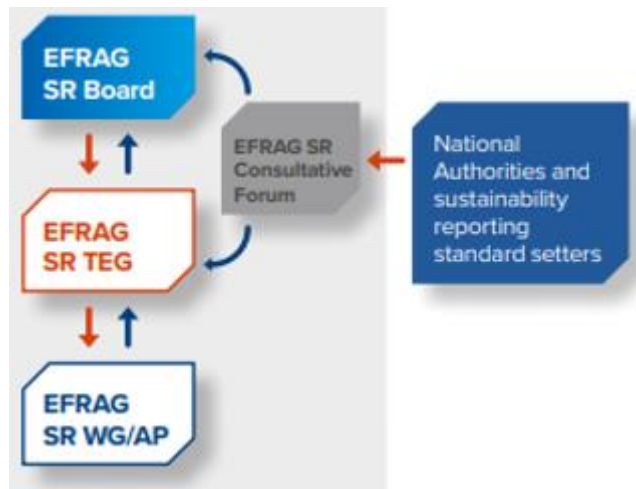 EFRAG
SR Board
EFRAG SR
Consultative
Forum
National
Authorities and
sustainability
reporting
standard setters
EFRAG
SR TEG
EFRAG
SR WG/AP